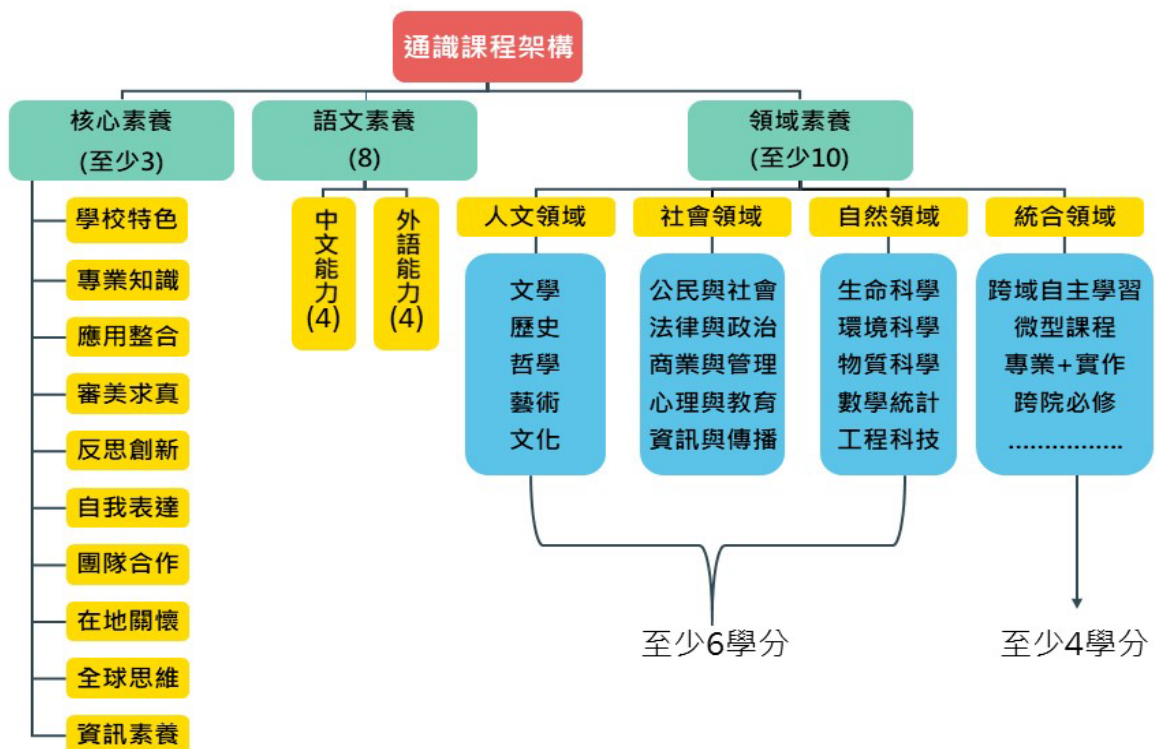 通識課程架構
核心素養
(至少3)
學校特色
專業知識
應用整合
審美求真
反思創新
自我表達
團隊合作
在地關懷
全球思維
資訊素養
語文素養
(8)
中文能力(4)
外語能力(4)
領域素養
(至少10)
人文領域
文學
歷史
哲學
藝術
文化
社會領域
公民與社會
法律與政治
商業與管理
心理與教育
資訊與傳播
自然領域
生命科學
環境科學
物質科學
數學統計
工程科技
至少6學分
統合領域
跨域自主學習
微型課程
專業+實作
跨院必修
................
至少4學分